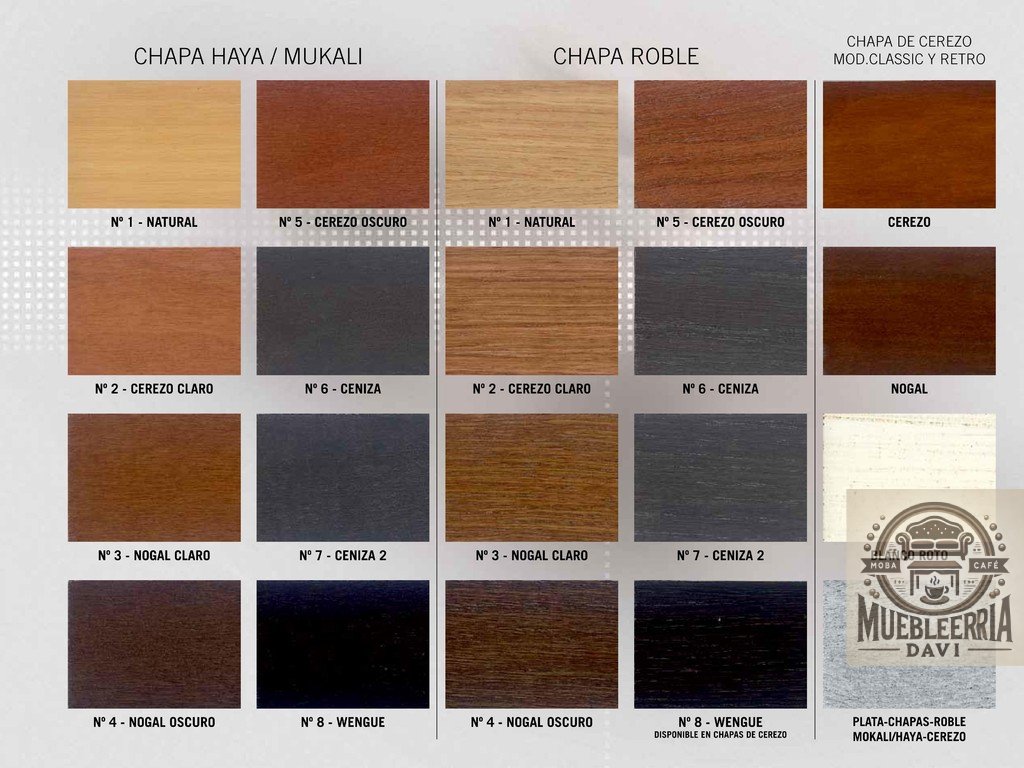 CHAPA HAYA / MUKALI
Nº 1 - NATURAL
Nº 5 - CEREZO OSCURO
Nº 2 - CEREZO CLARO
Nº 6 - CENIZA
Nº 3 - NOGAL CLARO
Nº 7 - CENIZA 2
Nº 4 - NOGAL OSCURO
Nº 8 - WENGUE
CHAPA ROBLE
Nº 1 - NATURAL
Nº 5 - CEREZO OSCURO
Nº 2 - CEREZO CLARO
Nº 6 - CENIZA
Nº 3 - NOGAL CLARO
Nº 7 - CENIZA 2
Nº 4 - NOGAL OSCURO
Nº 8 - WENGUE
DISPONIBLE EN CHAPAS DE CEREZO
CHAPA DE CEREZO
MOD.CLASSIC Y RETRO
CEREZO
NOGAL
BLANCO ROTO
MOBA CAFÉ
MUEBLEERRIA
DAVI
PLATA-CHAPAS-ROBLE
MOKALI/HAYA-CEREZO